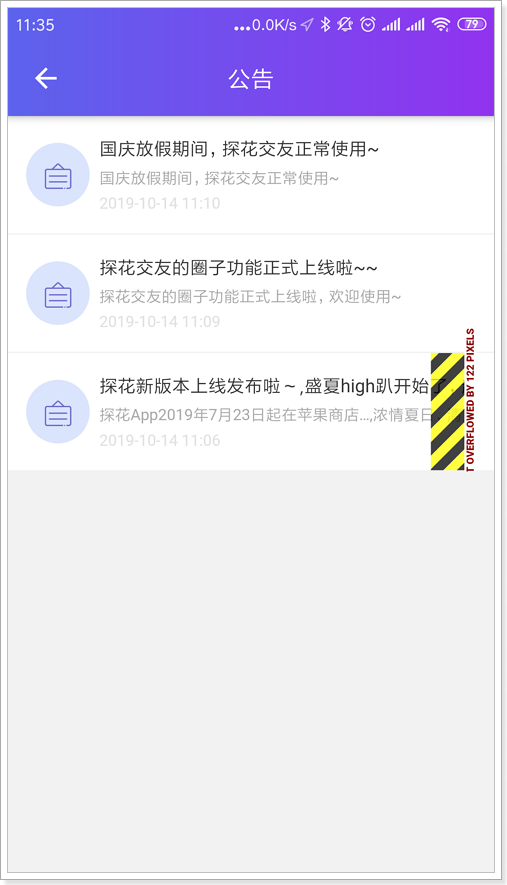 11:35
...0.0K/s
79
公告
国庆放假期间，探花交友正常使用~
国庆放假期间，探花交友正常使用~
2019-10-14 11:10
探花交友的圈子功能正式上线啦~~
探花交友的圈子功能正式上线啦，欢迎使用~
2019-10-14 11:09
探花新版本上线发布啦～,盛夏high趴开始了
探花App2019年7月23日起在苹果商店...,浓情夏日
2019-10-14 11:06
T OVERFLOWED BY 122 PIXELS